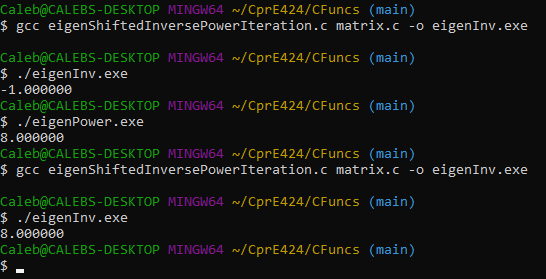 Caleb@CALEBS-DESKTOP MINGW64 ~/CprE424/CFuncs (main)
$ gcc eigenShiftedInversePowerIteration.c matrix.c -o eigenInv.exe
Caleb@CALEBS-DESKTOP MINGW64 ~/CprE424/CFuncs (main)
$ ./eigenInv.exe
-1.000000
Caleb@CALEBS-DESKTOP MINGW64 ~/CprE424/CFuncs (main)
$ ./eigenPower.exe
8.000000
Caleb@CALEBS-DESKTOP MINGW64 ~/CprE424/CFuncs (main)
$ gcc eigenShiftedInversePowerIteration.c matrix.c -o eigenInv.exe
Caleb@CALEBS-DESKTOP MINGW64 ~/CprE424/CFuncs (main)
$ ./eigenInv.exe
8.000000
Caleb@CALEBS-DESKTOP MINGW64 ~/CprE424/CFuncs (main)
$